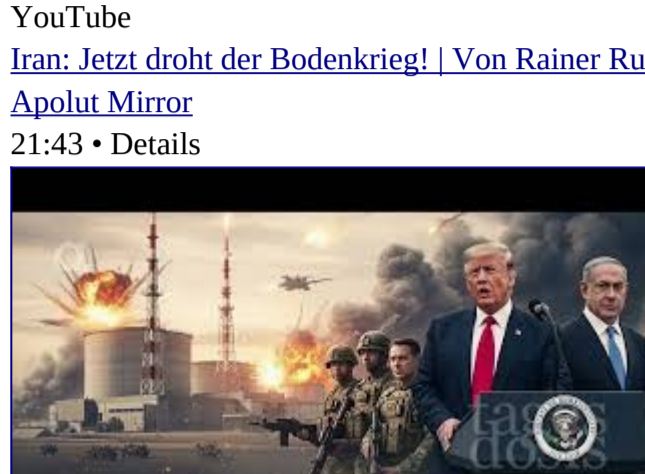 YouTube
Iran: Jetzt droht der Bodenkrieg! | Von Rainer Ru
Apolut Mirror
21:43 • Details
tages
dosis